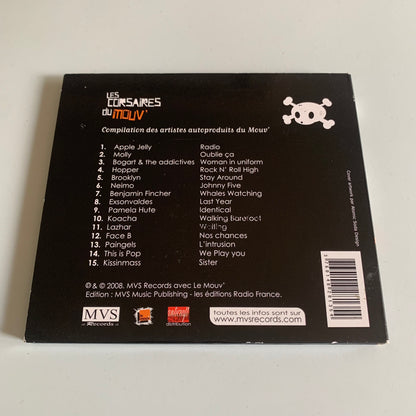 LES
CORSAIRES
du MOUV'
Compilation des artistes autoproduits du Mouv'
1. Apple Jelly Radio
2. Molly Oublie ça
3. Bogart & the addictives Woman in uniform
4. Hopper Rock N' Roll High
5. Brooklyn Stay Around
6. Neimo Johnny Five
7. Benjamin Fincher Whales Watching
8. Exsonvaldes Last Year
9. Pamela Hute Identical
10. Koacha Walking Barefoot
11. Lazhar Waiting
12. Face B Nos chances
13. Paingels L'intrusion
14. This is Pop We Play you
15. Kissinmass Sister
© & © 2008. MVS Records avec Le Mouv'
Edition : MVS Music Publishing - les éditions Radio France.
MVS
Records
distribution
toutes les infos sont sur
www.mvsrecords.com